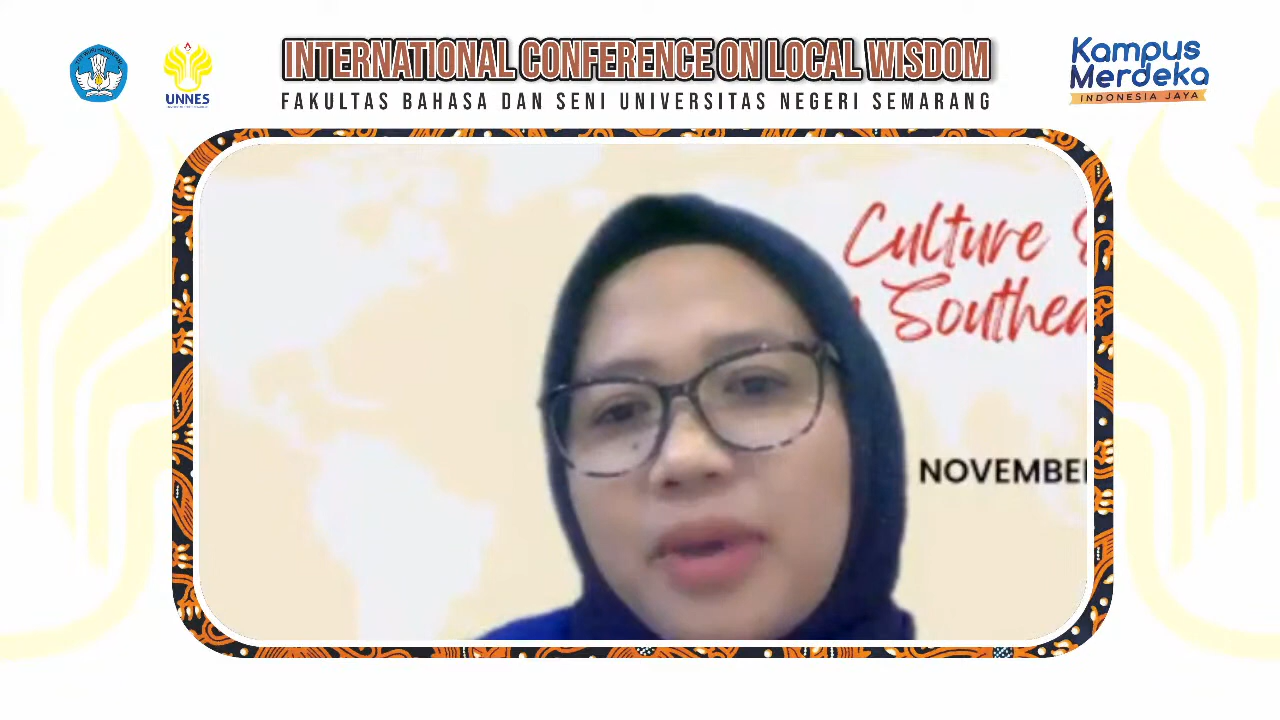 INTERNATIONAL CONFERENCE ON LOCAL WISDOM
FAKULTAS BAHASA DAN SENI UNIVERSITAS NEGERI SEMARANG
UNNES
Kampus
Merdeka
INDONESIA JAYA
Culture
Southea
NOVEMBER